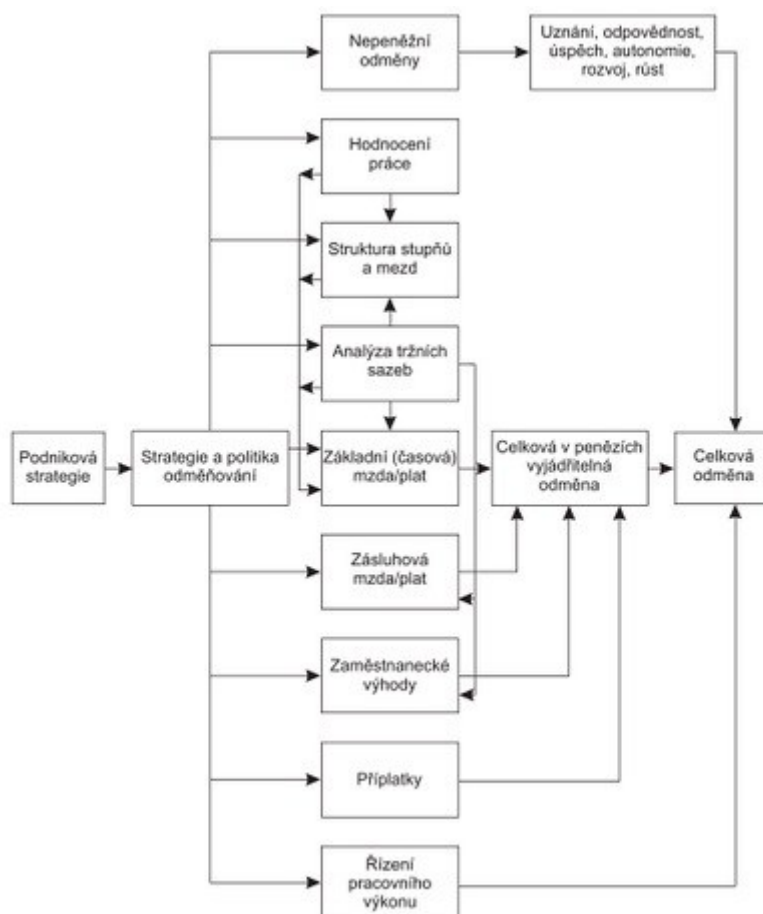 Nepeněžní
odměny
Uznání, odpovědnost,
úspěch, autonomie,
rozvoj, růst
Hodnocení
práce
Struktura stupňů
a mezd
Analýza tržních
sazeb
Podniková
strategie
Strategie a politika
odměňování
Základní (časová)
mzda/plat
Celková v penězích
vyjádřitelná
odměna
Celková
odměna
Zásluhová
mzda/plat
Zaměstnanecké
výhody
Příplatky
Řízení
pracovního
výkonu